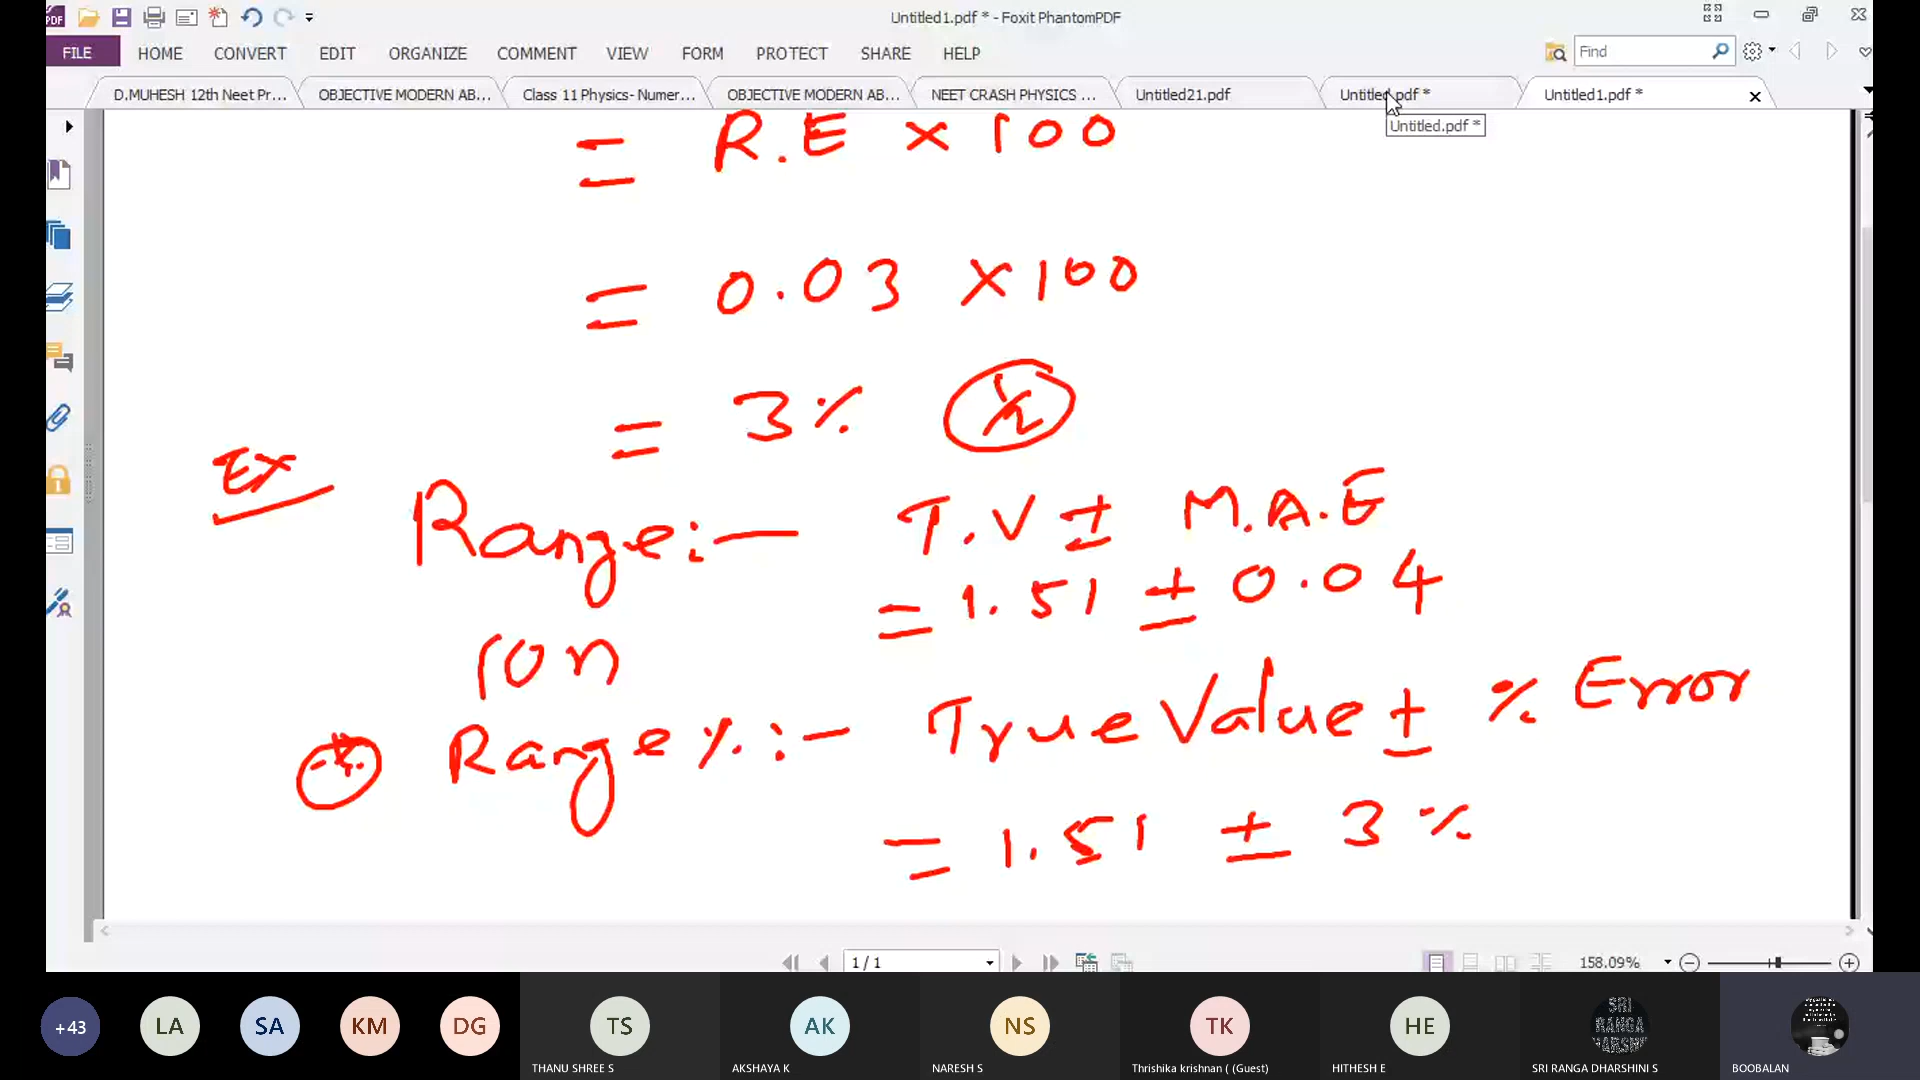 Untitled1.pdf * - Foxit PhantomPDF
FILE HOME CONVERT EDIT ORGANIZE COMMENT VIEW FORM PROTECT SHARE HELP Find
D.MUHESH 12th Neet Pr... OBJECTIVE MODERN AB... Class 11 Physics- Numer... OBJECTIVE MODERN AB... NEET CRASH PHYSICS ... Untitled21.pdf Untitled.pdf * Untitled1.pdf *
Untitled.pdf *
= R.E × 100
= 0.03 × 100
= 3 %
Ex
Range:- T.V ± M.A.E
= 1.51 ± 0.04
Range %:- True Value ± % Error
= 1.51 ± 3 %
1 / 1 158.09%
+43 LA SA KM DG TS AK NS TK HE SRI RANGA
THANU SHREE S AKSHAYA K NARESH S Thrishika krishnan ( (Guest) HITHESH E SRI RANGA DHARSHINI S BOOBALAN